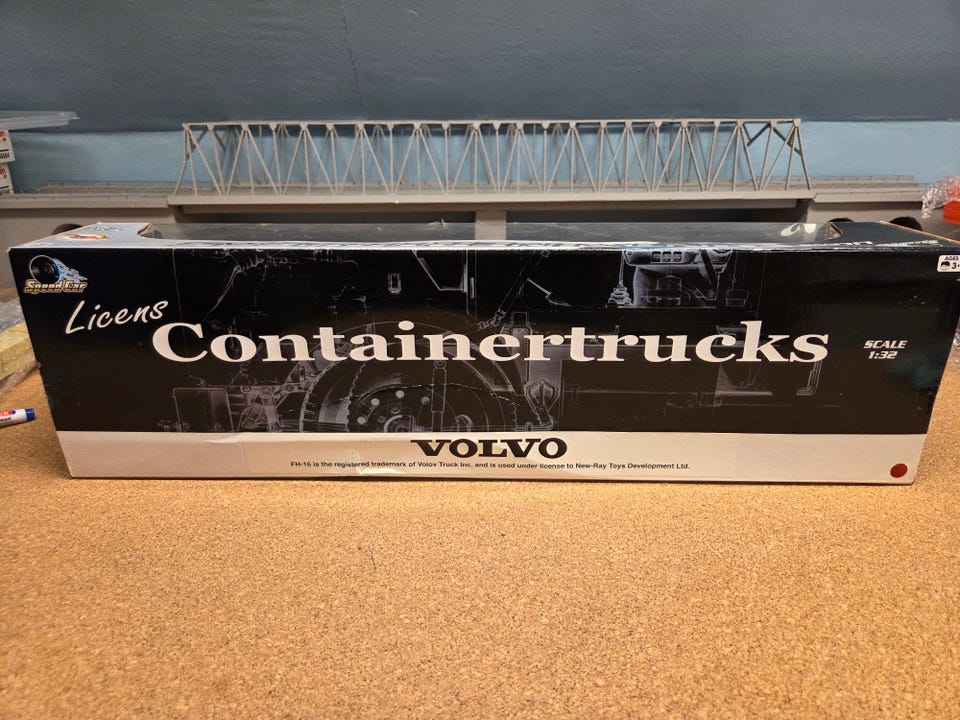 Speed Car
Licens
Containertrucks
SCALE
1:32
AGES
3+
VOLVO
FH-16 is the registered trademark of Volov Truck Inc. and is used under license to New-Ray Toys Development Ltd.